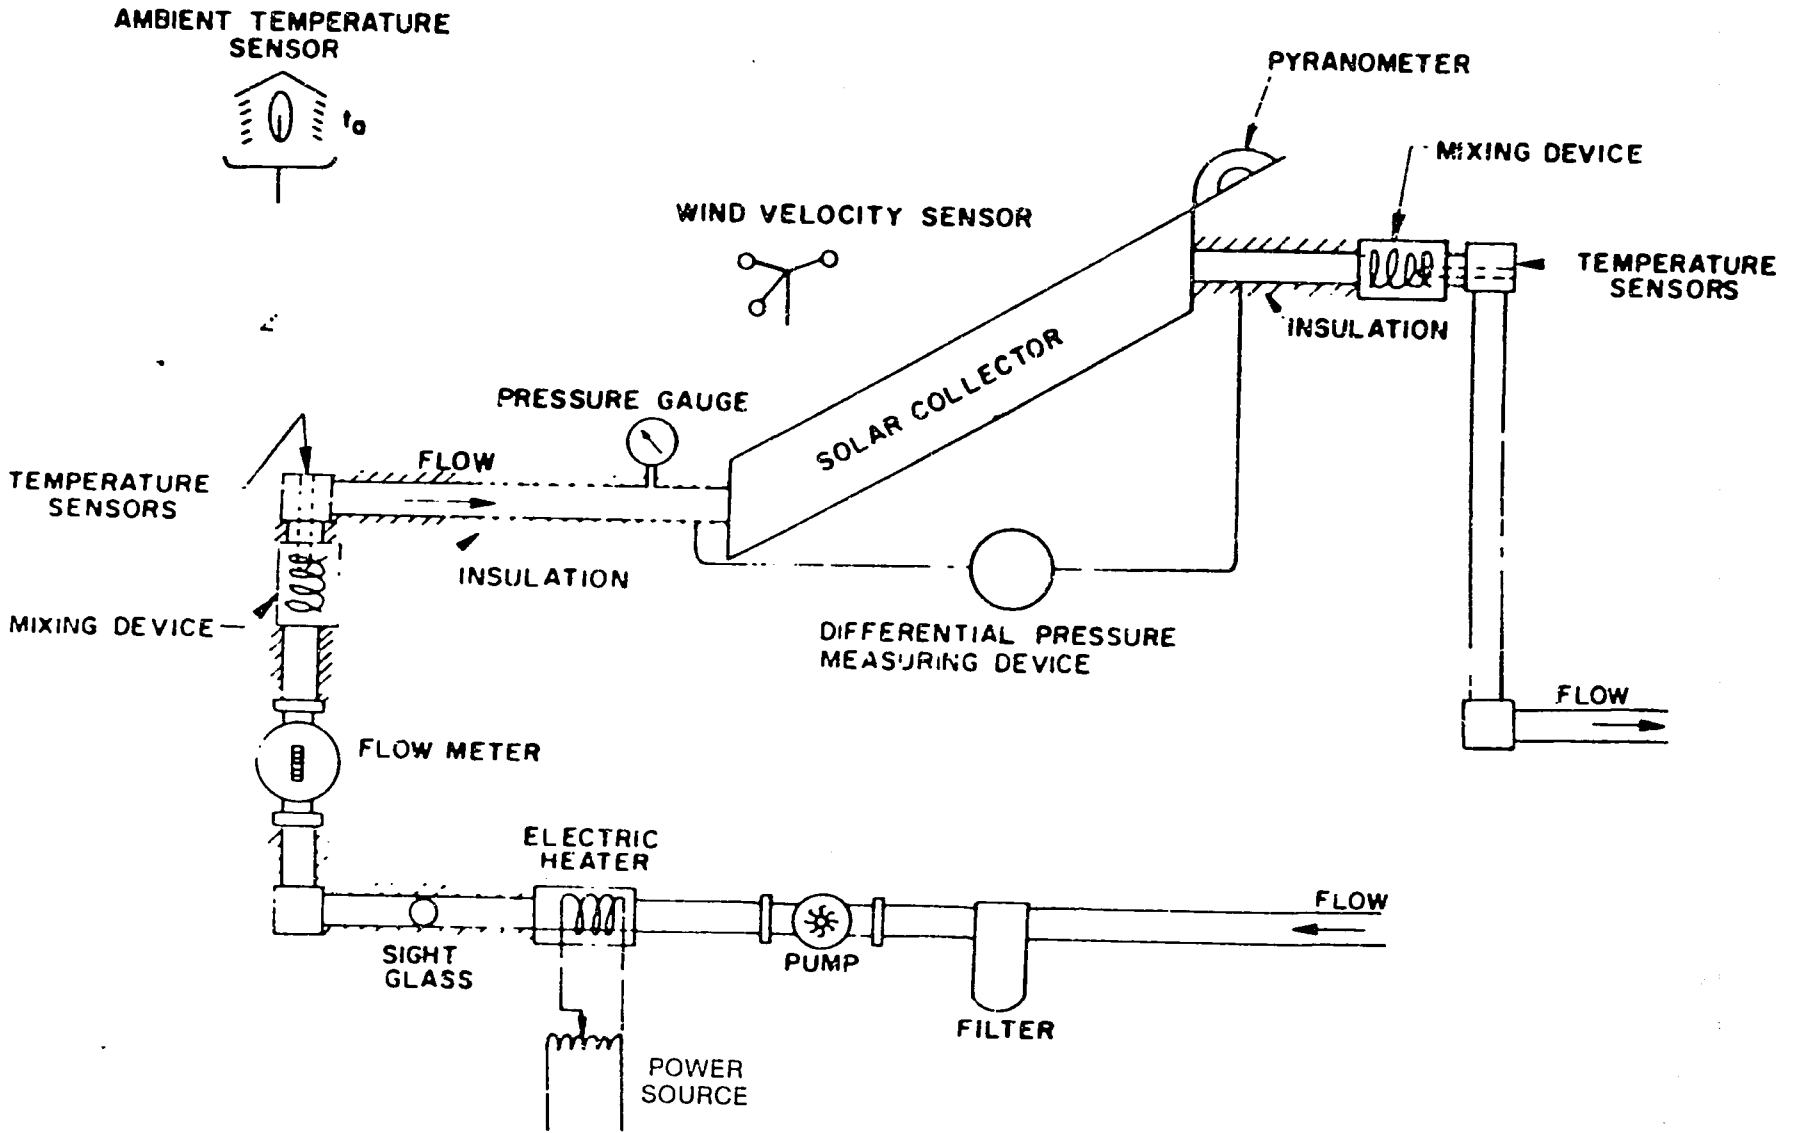 AMBIENT TEMPERATURE
SENSOR
ta
PYRANOMETER
MIXING DEVICE
WIND VELOCITY SENSOR
TEMPERATURE
SENSORS
INSULATION
SOLAR COLLECTOR
PRESSURE GAUGE
FLOW
TEMPERATURE
SENSORS
INSULATION
MIXING DEVICE
DIFFERENTIAL PRESSURE
MEASURING DEVICE
FLOW
FLOW METER
ELECTRIC
HEATER
FLOW
SIGHT
GLASS
PUMP
FILTER
POWER
SOURCE